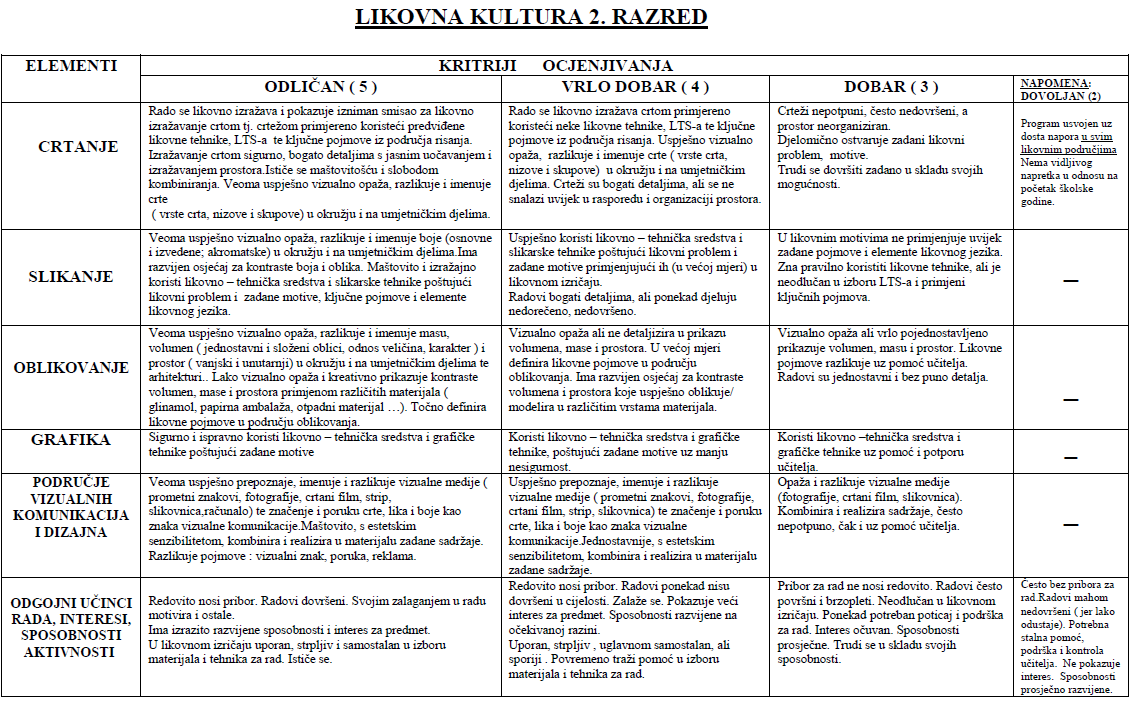 LIKOVNA KULTURA 2. RAZRED
ELEMENTI
KRITRIJI OCJENJIVANJA
ODLIČAN ( 5 )
VRLO DOBAR ( 4 )
DOBAR ( 3 )
NAPOMENA:
DOVOLJAN (2)
CRTANJE
Rado se likovno izražava i pokazuje izniman smisao za likovno
izražavanje crtom tj. crtežom primjereno koristeći predviđene
likovne tehnike, LTS-a te ključne pojmove iz područja risanja.
Izražavanje crtom sigurno, bogato detaljima s jasnim uočavanjem i
izražavanjem prostora.Ističe se maštovitošću i slobodom
kombiniranja. Veoma uspješno vizualno opaža, razlikuje i imenuje
crte
( vrste crta, nizove i skupove) u okružju i na umjetničkim djelima.
Rado se likovno izražava crtom primjereno
koristeći neke likovne tehnike, LTS-a te ključne
pojmove iz područja risanja. Uspješno vizualno
opaža, razlikuje i imenuje crte ( vrste crta,
nizove i skupove) u okružju i na umjetničkim
djelima. Crteži su bogati detaljima, ali se ne
snalazi uvijek u rasporedu i organizaciji prostora.
Crteži nepotpuni, često nedovršeni, a
prostor neorganiziran.
Djelomično ostvaruje zadani likovni
problem, motive.
Trudi se dovršiti zadano u skladu svojih
mogućnosti.
Program usvojen uz
dosta napora u svim
likovnim područjima
Nema vidljivog
napretka u odnosu na
početak školske
godine.
SLIKANJE
Veoma uspješno vizualno opaža, razlikuje i imenuje boje (osnovne
i izvedene; akromatske) u okružju i na umjetničkim djelima.Ima
razvijen osjećaj za kontraste boja i oblika. Maštovito i izražajno
koristi likovno – tehnička sredstva i slikarske tehnike poštujući
likovni problem i zadane motive, ključne pojmove i elemente
likovnog jezika.
Uspješno koristi likovno – tehnička sredstva i
slikarske tehnike poštujući likovni problem i
zadane motive primjenjujući ih (u većoj mjeri) u
likovnom izričaju.
Radovi bogati detaljima, ali ponekad djeluju
nedorečeno, nedovršeno.
U likovnim motivima ne primjenjuje uvijek
zadane pojmove i elemente likovnog jezika.
Zna pravilno koristiti likovne tehnike, ali je
neodlučan u izboru LTS-a i primjeni
ključnih pojmova.
—
OBLIKOVANJE
Veoma uspješno vizualno opaža, razlikuje i imenuje masu,
volumen ( jednostavni i složeni oblici, odnos veličina, karakter ) i
prostor ( vanjski i unutarnji) u okružju i na umjetničkim djelima te
arhitekturi.. Lako vizualno opaža i kreativno prikazuje kontraste
volumen, mase i prostora primjenom različitih materijala (
glinamol, papirna ambalaža, otpadni materijal …). Točno definira
likovne pojmove u području oblikovanja.
Vizualno opaža ali ne detaljizira u prikazu
volumena, mase i prostora. U većoj mjeri
definira likovne pojmove u području
oblikovanja. Ima razvijen osjećaj za kontraste
volumena i prostora koje uspješno oblikuje/
modelira u različitim vrstama materijala.
Vizualno opaža ali vrlo pojednostavljeno
prikazuje volumen, masu i prostor. Likovne
pojmove razlikuje uz pomoć učitelja.
Radovi su jednostavni i bez puno detalja.
—
GRAFIKA
Sigurno i ispravno koristi likovno – tehnička sredstva i grafičke
tehnike poštujući zadane motive
Koristi likovno – tehnička sredstva i grafičke
tehnike, poštujući zadane motive uz manju
nesigurnost.
Koristi likovno –tehnička sredstva i
grafičke tehnike uz pomoć i potporu
učitelja.
—
PODRUČJE
VIZUALNIH
KOMUNIKACIJA
I DIZAJNA
Veoma uspješno prepoznaje, imenuje i razlikuje vizualne medije (
prometni znakovi, fotografije, crtani film, strip,
slikovnica,računalo) te značenje i poruku crte, lika i boje kao
znaka vizualne komunikacije.Maštovito, s estetskim
senzibilitetom, kombinira i realizira u materijalu zadane sadržaje.
Razlikuje pojmove : vizualni znak, poruka, reklama.
Uspješno prepoznaje, imenuje i razlikuje
vizualne medije ( prometni znakovi, fotografije,
crtani film, strip, slikovnica) te značenje i poruku
crte, lika i boje kao znaka vizualne
komunikacije.Jednostavnije, s estetskim
senzibilitetom, kombinira i realizira u materijalu
zadane sadržaje.
Opaža i razlikuje vizualne medije
(fotografije, crtani film, slikovnica).
Kombinira i realizira sadržaje, često
nepotpuno, čak i uz pomoć učitelja.
—
ODGOJNI UČINCI
RADA, INTERESI,
SPOSOBNOSTI
AKTIVNOSTI
Redovito nosi pribor. Radovi dovršeni. Svojim zalaganjem u radu
motivira i ostale.
Ima izrazito razvijene sposobnosti i interes za predmet.
U likovnom izričaju uporan, strpljiv i samostalan u izboru
materijala i tehnika za rad. Ističe se.
Redovito nosi pribor. Radovi ponekad nisu
dovršeni u cijelosti. Zalaže se. Pokazuje veći
interes za predmet. Sposobnosti razvijene na
očekivanoj razini.
Uporan, strpljiv , uglavnom samostalan, ali
sporiji . Povremeno traži pomoć u izboru
materijala i tehnika za rad.
Pribor za rad ne nosi redovito. Radovi često
površni i brzopleti. Neodlučan u likovnom
izričaju. Ponekad potreban poticaj i podrška
za rad. Interes očuvan. Sposobnosti
prosječne. Trudi se u skladu svojih
sposobnosti.
Često bez pribora za
rad.Radovi mahom
nedovršeni ( jer lako
odustaje). Potrebna
stalna pomoć,
podrška i kontrola
učitelja. Ne pokazuje
interes. Sposobnosti
prosječno razvijene.